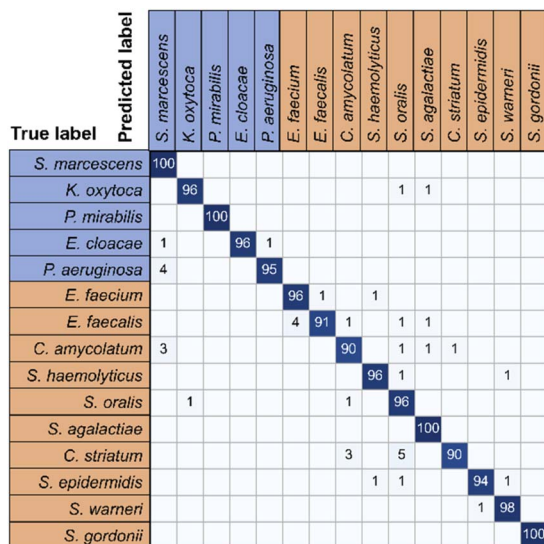 Predicted label
True label
S. marcescens
K. oxytoca
P. mirabilis
E. cloacae
P. aeruginosa
E. faecium
E. faecalis
C. amycolatum
S. haemolyticus
S. oralis
S. agalactiae
C. striatum
S. epidermidis
S. warneri
S. gordonii
S. marcescens 100
K. oxytoca 96 1 1
P. mirabilis 100
E. cloacae 1 96 1
P. aeruginosa 4 95
E. faecium 96 1 1
E. faecalis 4 91 1 1 1
C. amycolatum 3 90 1 1 1
S. haemolyticus 96 1 1
S. oralis 1 1 96
S. agalactiae 100
C. striatum 3 5 90
S. epidermidis 1 1 94 1
S. warneri 1 98
S. gordonii 100